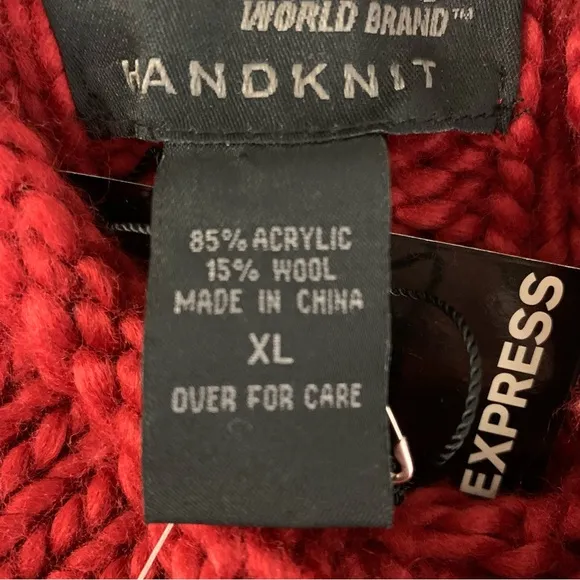 WORLD BRAND™
HANDKNIT
85% ACRYLIC
15% WOOL
MADE IN CHINA
XL
OVER FOR CARE
EXPRESS